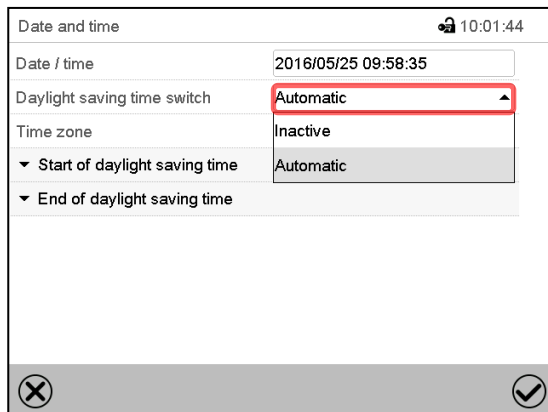 Date and time 10:01:44
Date / time 2016/05/25 09:58:35
Daylight saving time switch Automatic
Time zone Inactive
Start of daylight saving time Automatic
End of daylight saving time